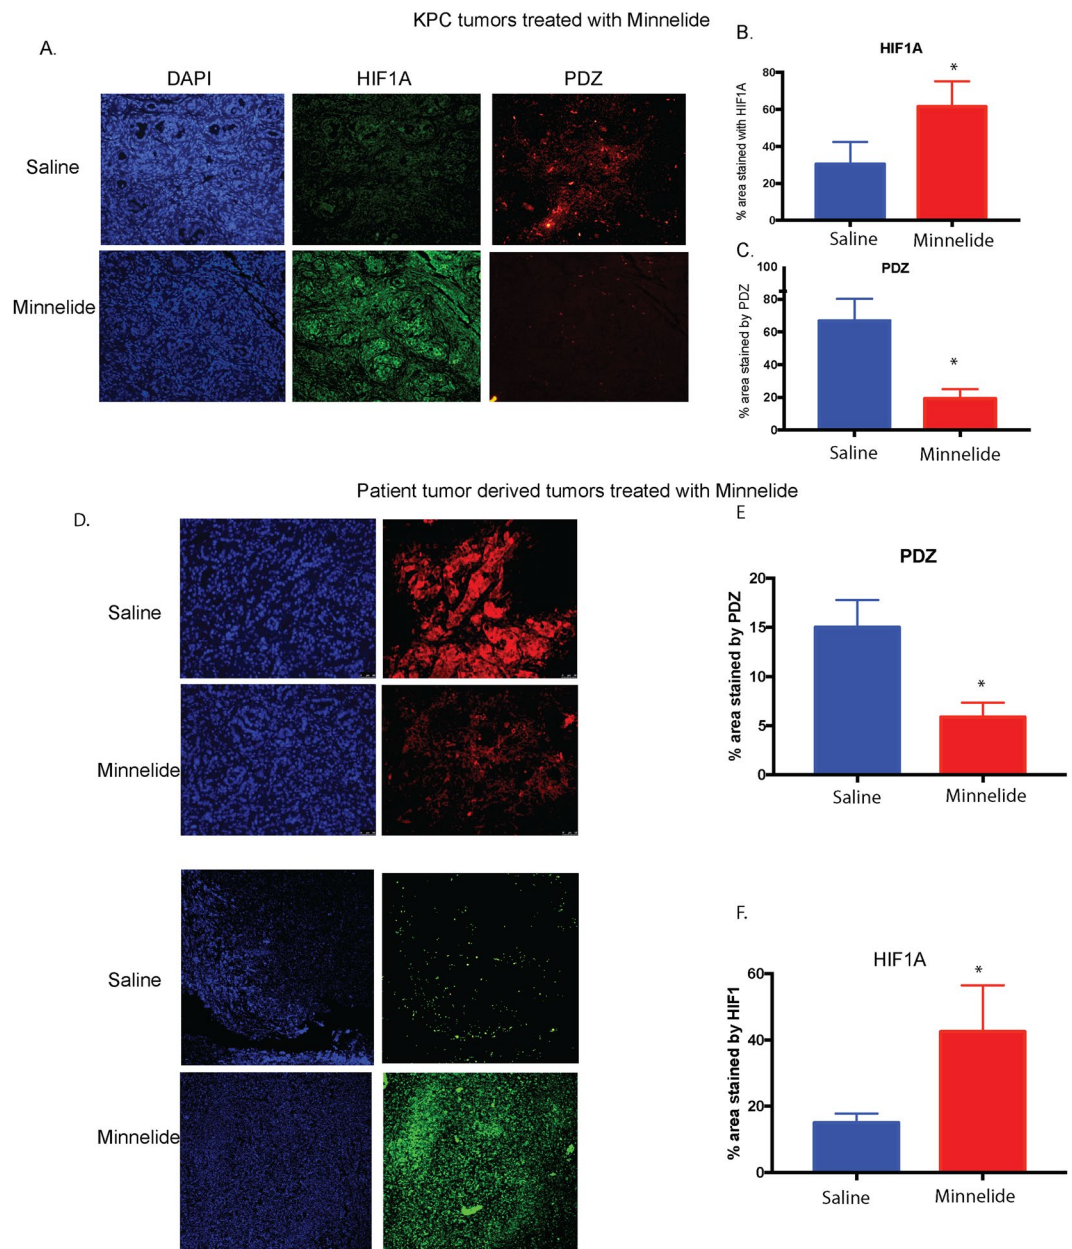 KPC tumors treated with Minnelide
A.
DAPI HIF1A PDZ
Saline
Minnelide
B.
HIF1A
% area stained with HIF1A
80
60
40
20
0
Saline Minnelide
C.
PDZ
% area stained by PDZ
100
80
60
40
20
0
Saline Minnelide
*
*
Patient tumor derived tumors treated with Minnelide
D.
Saline
Minnelide
Saline
Minnelide
E
PDZ
% area stained by PDZ
20
15
10
5
0
*
Saline Minnelide
F.
HIF1A
% area stained by HIF1
60
40
20
0
*
Saline Minnelide